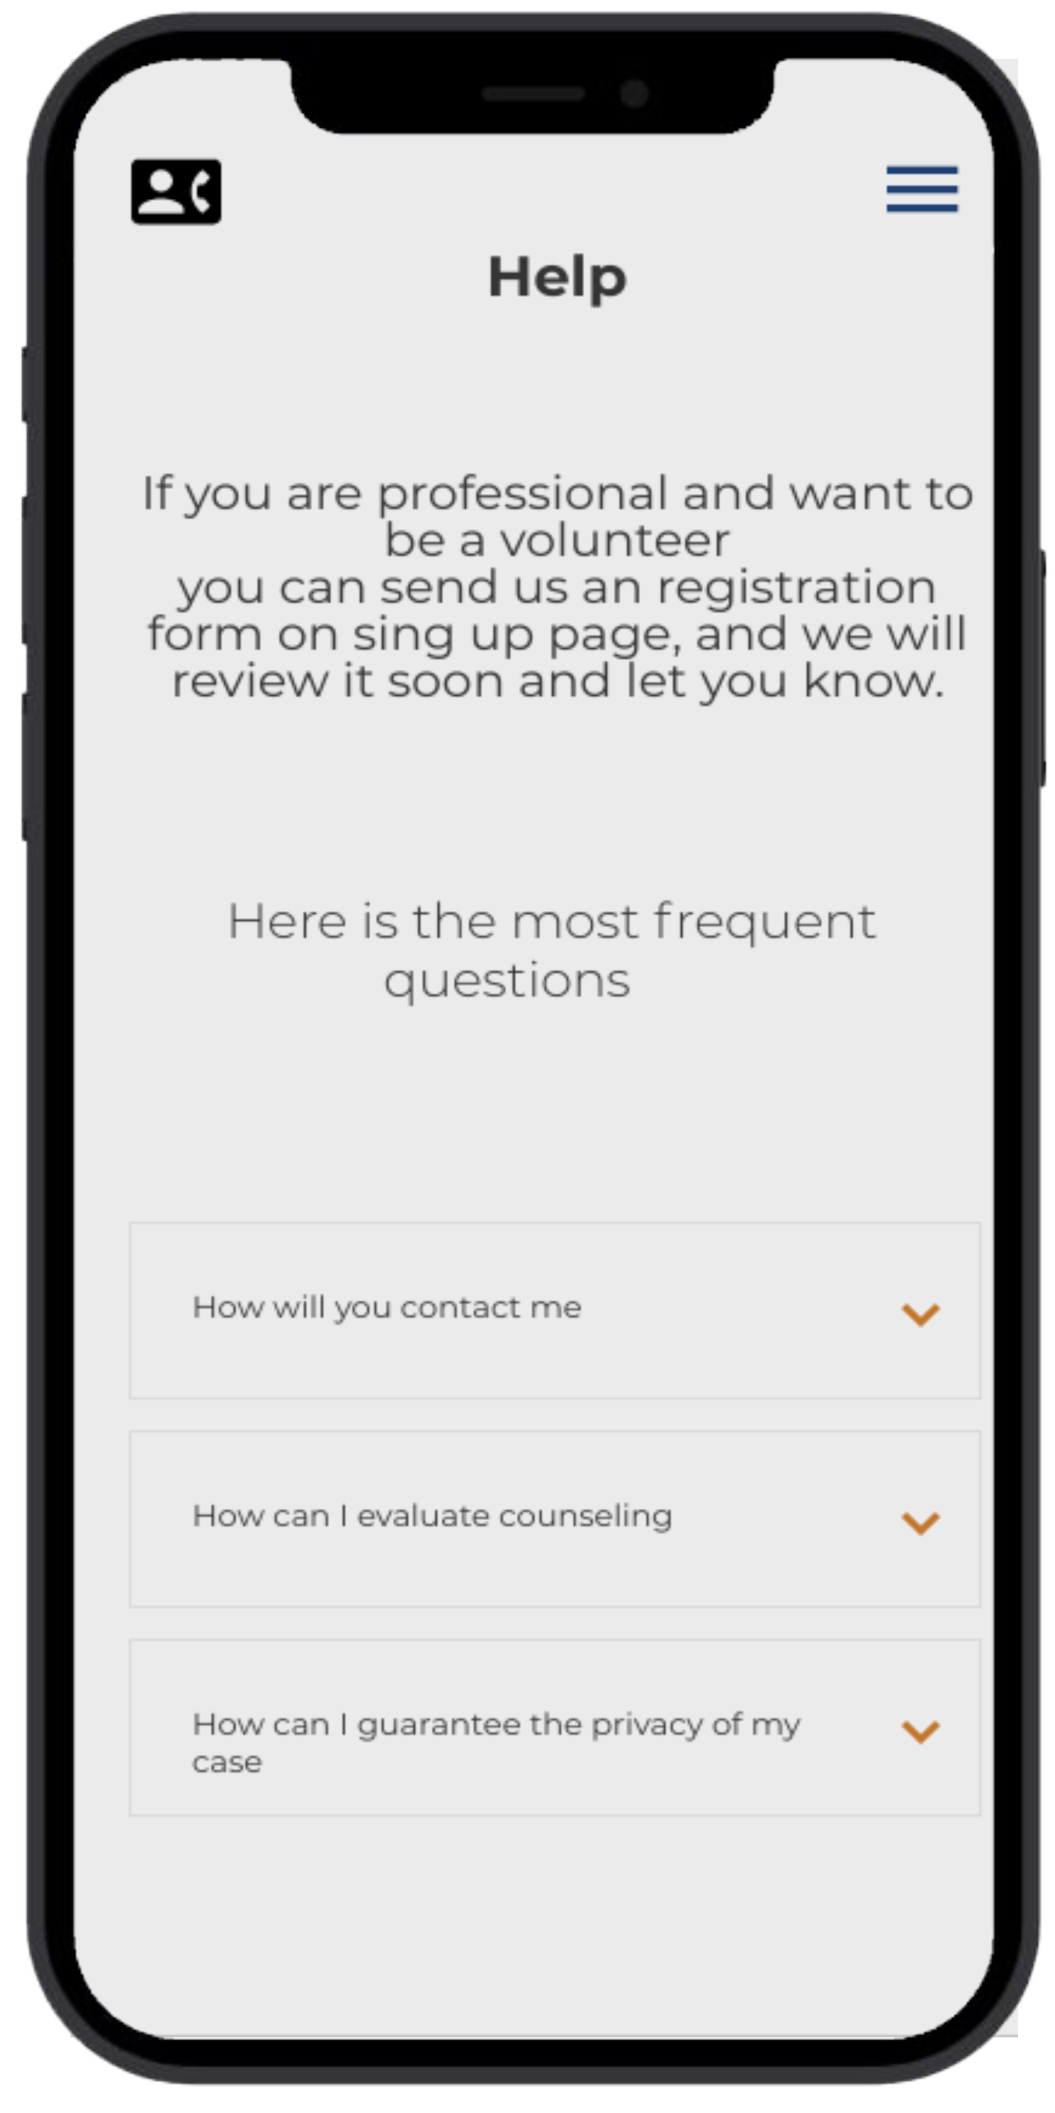 Help
If you are professional and want to
be a volunteer
you can send us an registration
form on sing up page, and we will
review it soon and let you know.
Here is the most frequent
questions
How will you contact me
How can I evaluate counseling
How can I guarantee the privacy of my
case